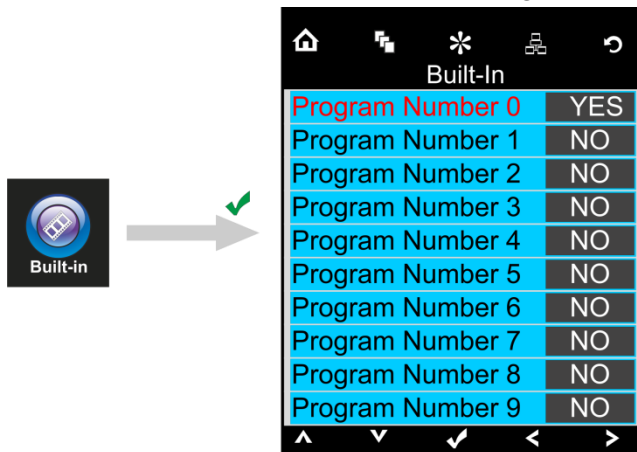 Built-In
Program Number 0 YES
Program Number 1 NO
Program Number 2 NO
Program Number 3 NO
Program Number 4 NO
Program Number 5 NO
Program Number 6 NO
Program Number 7 NO
Program Number 8 NO
Program Number 9 NO
Built-in